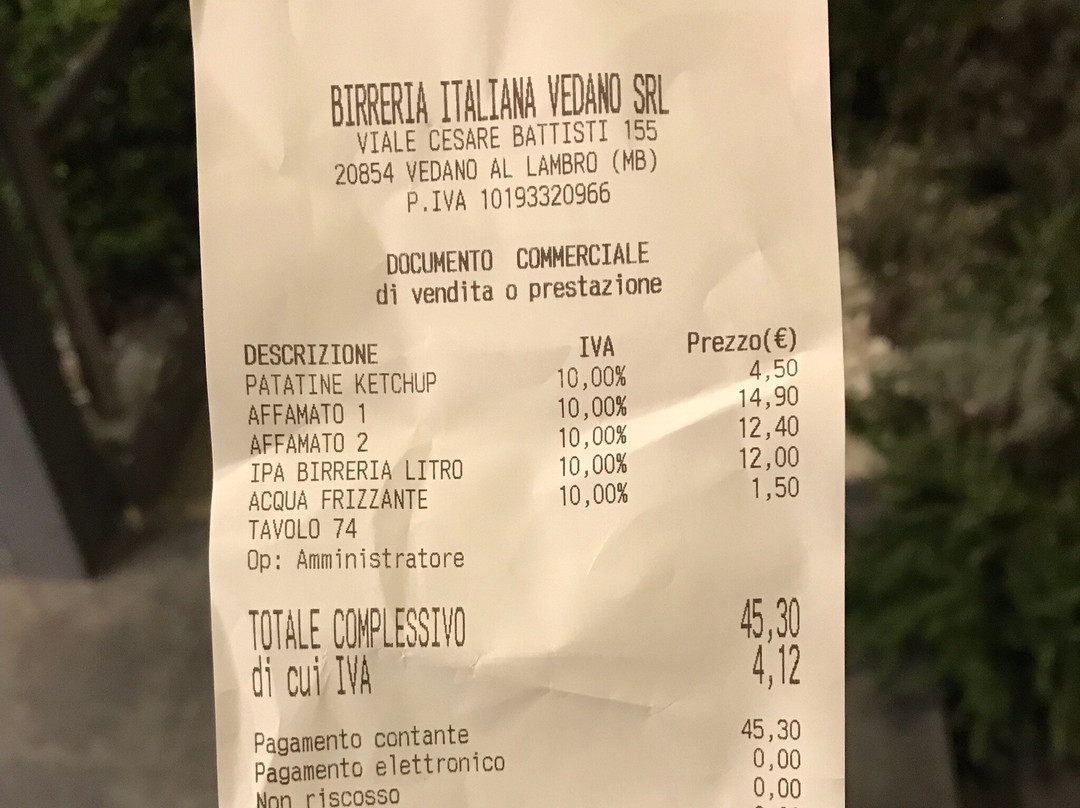 BIRRERIA ITALIANA VEDANO SRL
VIALE CESARE BATTISTI 155
20854 VEDANO AL LAMBRO (MB)
P.IVA 10193320966
DOCUMENTO COMMERCIALE
di vendita o prestazione
DESCRIZIONE IVA Prezzo(€)
PATATINE KETCHUP 10,00% 4,50
AFFAMATO 1 10,00% 14,90
AFFAMATO 2 10,00% 12,40
IPA BIRRERIA LITRO 10,00% 12,00
ACQUA FRIZZANTE 10,00% 1,50
TAVOLO 74
Op: Amministratore
TOTALE COMPLESSIVO 45,30
di cui IVA 4,12
Pagamento contante 45,30
Pagamento elettronico 0,00
Non riscosso 0,00